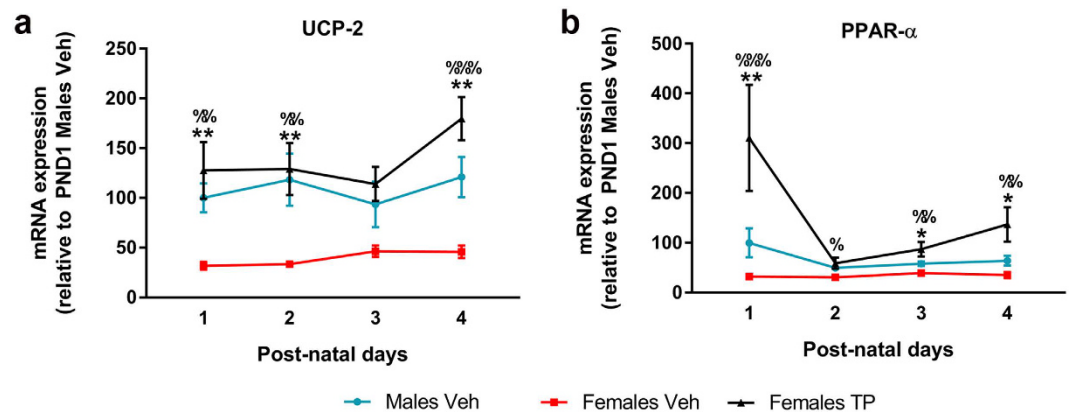 a
UCP-2
mRNA expression
(relative to PND1 Males Veh)
250
200
150
100
50
0
%%
**
%%
**
%%%
**
1 2 3 4
Post-natal days
b
PPAR-α
mRNA expression
(relative to PND1 Males Veh)
500
400
300
200
100
0
%%%
**
%
%%
*
%%
*
1 2 3 4
Post-natal days
Males Veh Females Veh Females TP